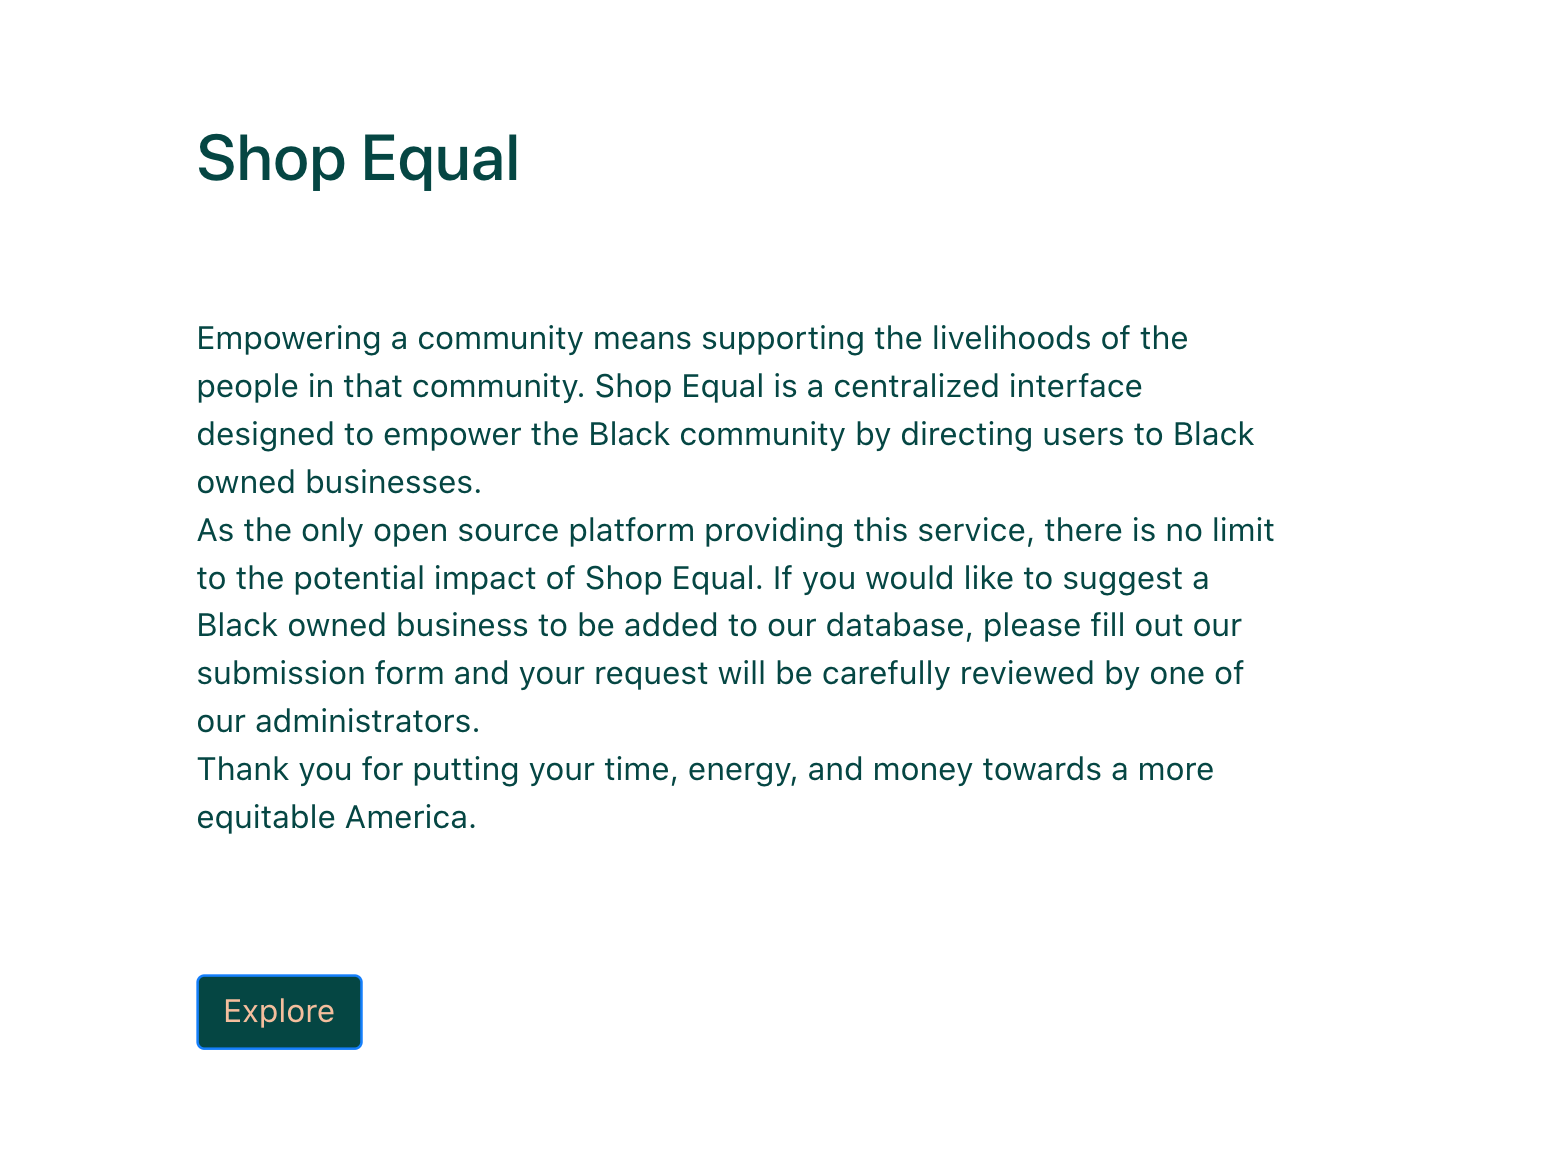 Shop Equal
Empowering a community means supporting the livelihoods of the
people in that community. Shop Equal is a centralized interface
designed to empower the Black community by directing users to Black
owned businesses.
As the only open source platform providing this service, there is no limit
to the potential impact of Shop Equal. If you would like to suggest a
Black owned business to be added to our database, please fill out our
submission form and your request will be carefully reviewed by one of
our administrators.
Thank you for putting your time, energy, and money towards a more
equitable America.
Explore